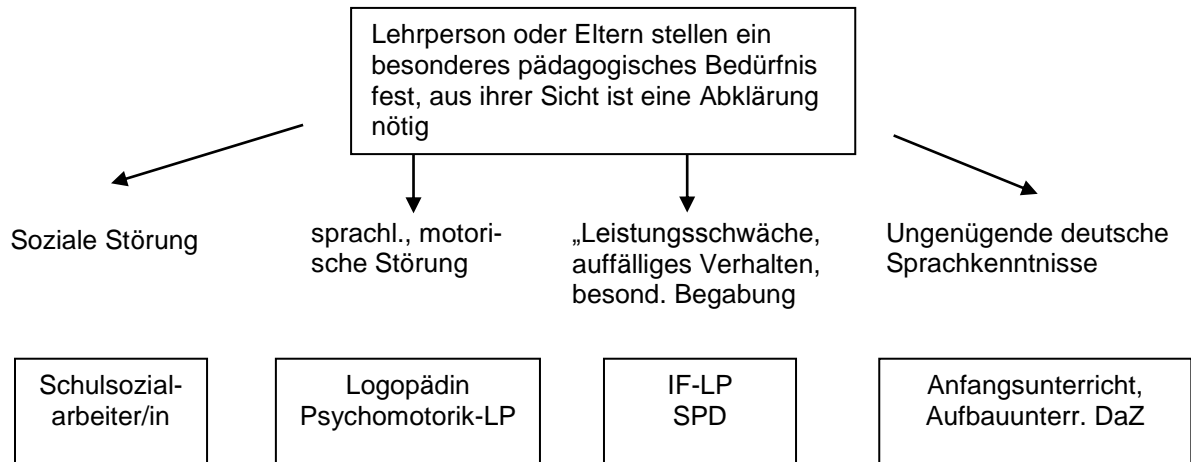 Lehrperson oder Eltern stellen ein
besonderes pädagogisches Bedürfnis
fest, aus ihrer Sicht ist eine Abklärung
nötig
Soziale Störung
sprachl., motori-
sche Störung
„Leistungsschwäche,
auffälliges Verhalten,
besond. Begabung
Ungenügende deutsche
Sprachkenntnisse
Schulsozial-
arbeiter/in
Logopädin
Psychomotorik-LP
IF-LP
SPD
Anfangsunterricht,
Aufbauunterr. DaZ